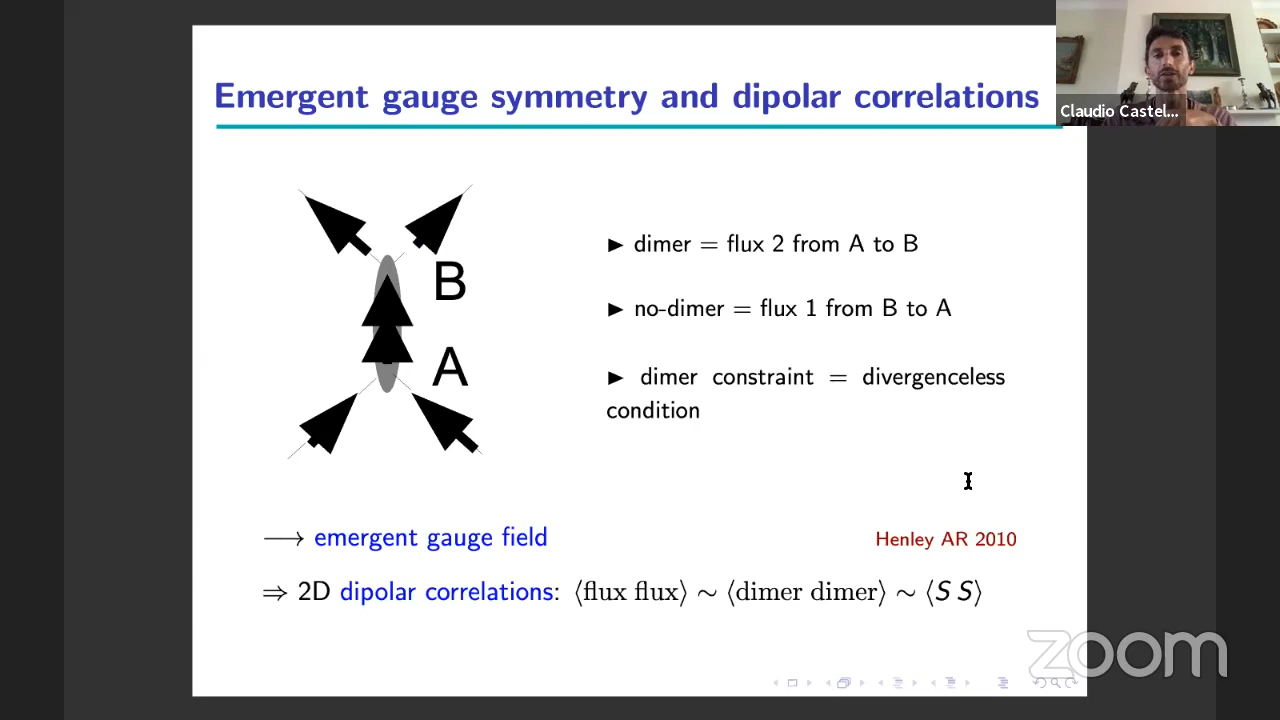 Emergent gauge symmetry and dipolar correlations
Claudio Castel...
B
A
► dimer = flux 2 from A to B
► no-dimer = flux 1 from B to A
► dimer constraint = divergenceless
condition
⟶ emergent gauge field
Henley AR 2010
⇒ 2D dipolar correlations: ⟨flux flux⟩ ∼ ⟨dimer dimer⟩ ∼ ⟨S S⟩
zoom